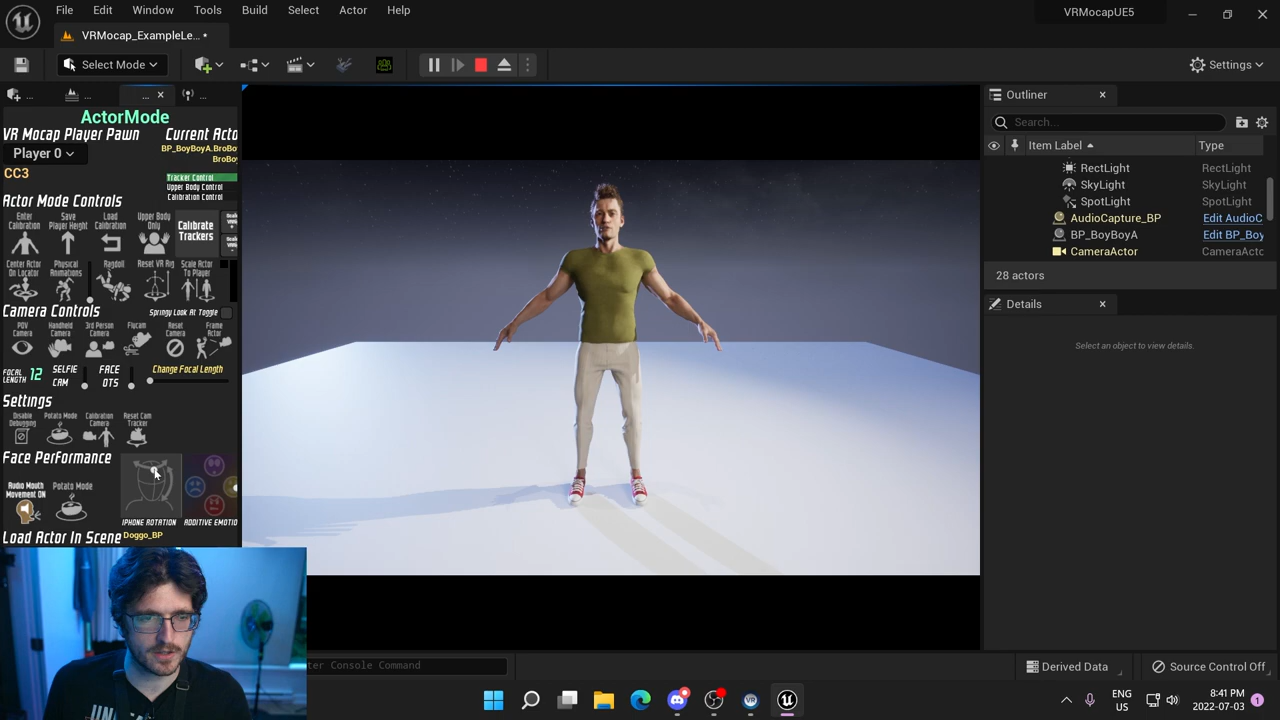 File Edit Window Tools Build Select Actor Help
VRMocapUE5
VRMocap_ExampleLe... •
Select Mode
Settings
ActorMode
VR Mocap Player Pawn
Current Acto
BP_BoyBoyA.BroBo
BroBoy
Player 0
CC3
Tracker Control
Upper Body Control
Calibration Control
Actor Mode Controls
Enter Calibration
Save Player Height
Load Calibration
Upper Body Only
Calibrate Trackers
Center Actor On Locator
Physical Animations
Ragdoll
Reset VR Rig
Scale Actor To Player
Camera Controls
Springy Look At Toggle
POV Camera
Handheld Camera
3rd Person Camera
Flycam
Reset Camera
Frame Actor
FOCAL LENGTH 12
SELFIE CAM
FACE DTS
Change Focal Length
Settings
Disable Debugging
Potato Mode
Calibration Camera
Reset Cam Tracker
Face Performance
Audio Mouth Movement ON
Potato Mode
IPHONE ROTATION
ADDITIVE EMOTIO
Load Actor In Scene
Doggo_BP
Outliner
Search...
Item Label
Type
RectLight
SkyLight
SpotLight
AudioCapture_BP
Edit AudioC
BP_BoyBoyA
Edit BP_Boy
CameraActor
CameraActc
28 actors
Details
Select an object to view details.
ter Console Command
Derived Data
Source Control Off
ENG
US
8:41 PM
2022-07-03
1